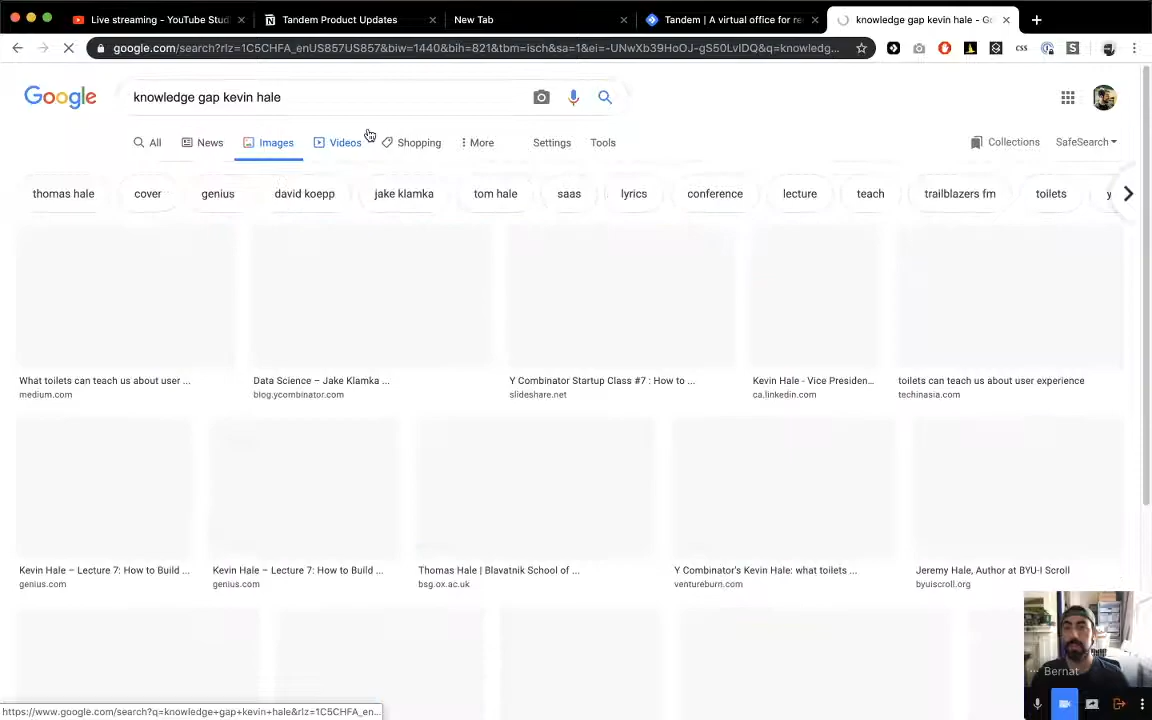 Live streaming - YouTube Stud
Tandem Product Updates
New Tab
Tandem | A virtual office for re
knowledge gap kevin hale - Go
google.com/search?rlz=1C5CHFA_enUS857US857&biw=1440&bih=821&tbm=isch&sa=1&ei=-UNwXb39HoOJ-gS50LvIDQ&q=knowledg...
CSS
Google
knowledge gap kevin hale
All
News
Images
Videos
Shopping
More
Settings
Tools
Collections
SafeSearch
thomas hale
cover
genius
david koepp
jake klamka
tom hale
saas
lyrics
conference
lecture
teach
trailblazers fm
toilets
y
What toilets can teach us about user ...
medium.com
Data Science – Jake Klamka ...
blog.ycombinator.com
Y Combinator Startup Class #7 : How to ...
slideshare.net
Kevin Hale - Vice Presiden...
ca.linkedin.com
toilets can teach us about user experience
techinasia.com
Kevin Hale – Lecture 7: How to Build ...
genius.com
Kevin Hale – Lecture 7: How to Build ...
genius.com
Thomas Hale | Blavatnik School of ...
bsg.ox.ac.uk
Y Combinator's Kevin Hale: what toilets ...
ventureburn.com
Jeremy Hale, Author at BYU-I Scroll
byuiscroll.org
Bernat
https://www.google.com/search?q=knowledge+gap+kevin+hale&rlz=1C5CHFA_en...